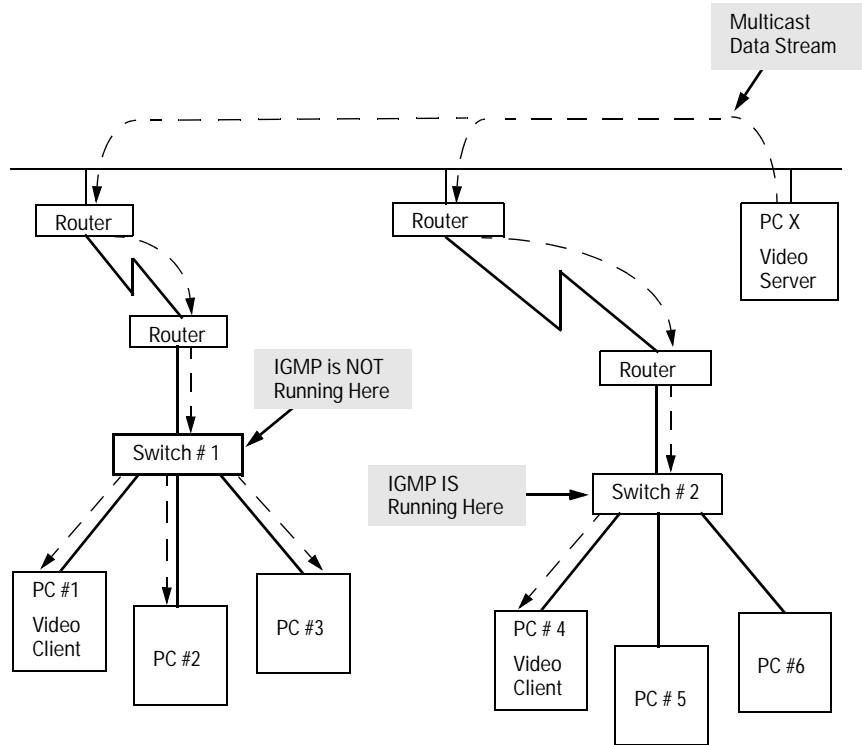 Multicast
Data Stream
Router
Router
PC X
Video
Server
Router
Router
IGMP is NOT
Running Here
Switch # 1
IGMP IS
Running Here
Switch # 2
PC #1
Video
Client
PC #2
PC #3
PC # 4
Video
Client
PC # 5
PC #6